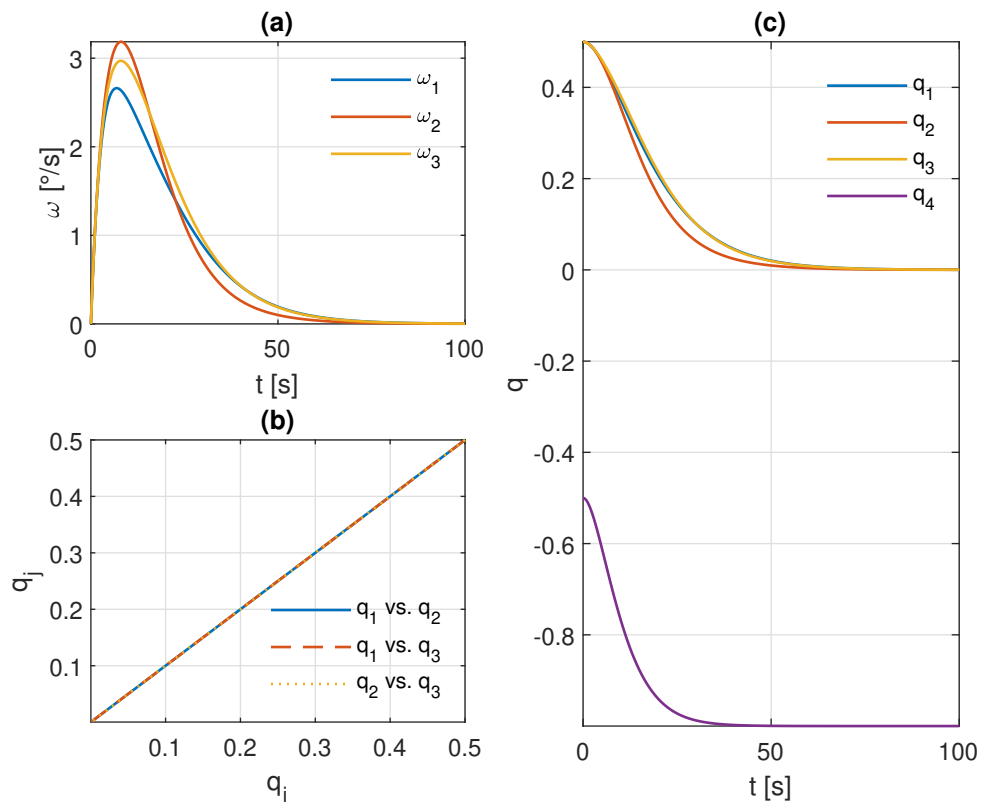 (a)
3
2
1
0
ω [°/s]
ω1
ω2
ω3
0
50
100
t [s]
(b)
0.5
0.4
0.3
0.2
0.1
qj
q1 vs. q2
q1 vs. q3
q2 vs. q3
0.1
0.2
0.3
0.4
0.5
qi
(c)
0.4
0.2
0
-0.2
-0.4
-0.6
-0.8
q
q1
q2
q3
q4
0
50
100
t [s]